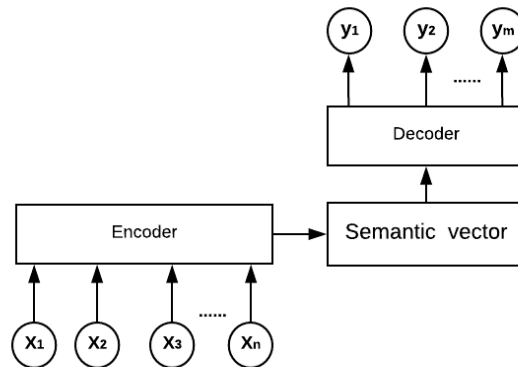 y1 y2 ...... ym
Decoder
Encoder
Semantic vector
X1 X2 X3 ...... Xn